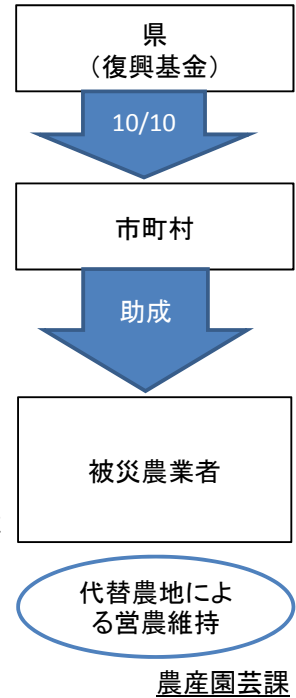 県
（復興基金）
10/10
市町村
助成
被災農業者
代替農地によ
る営農維持
農産園芸課